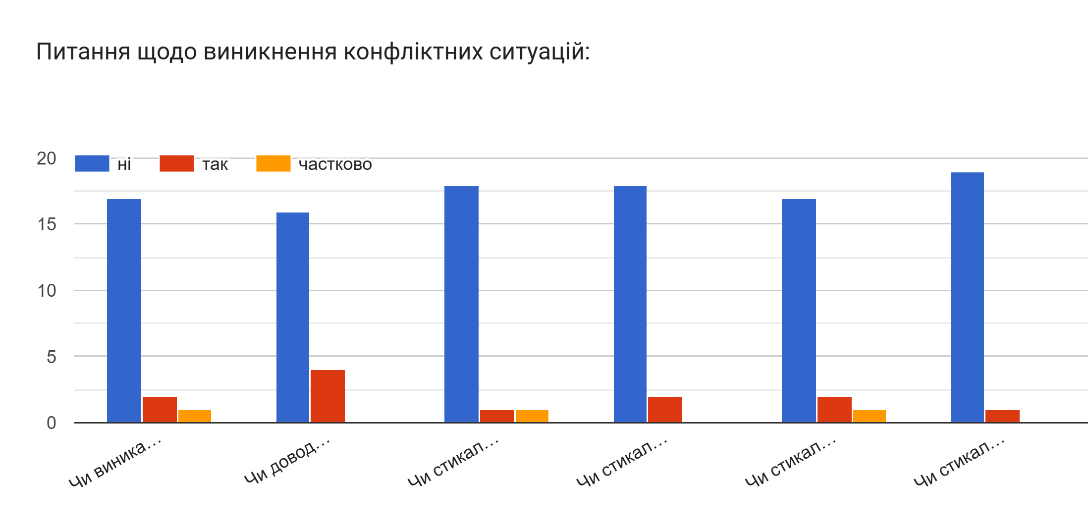 Питання щодо виникнення конфліктних ситуацій:
20 ні так частково
15
10
5
0
Чи виника... Чи довод... Чи стикал... Чи стикал... Чи стикал... Чи стикал...